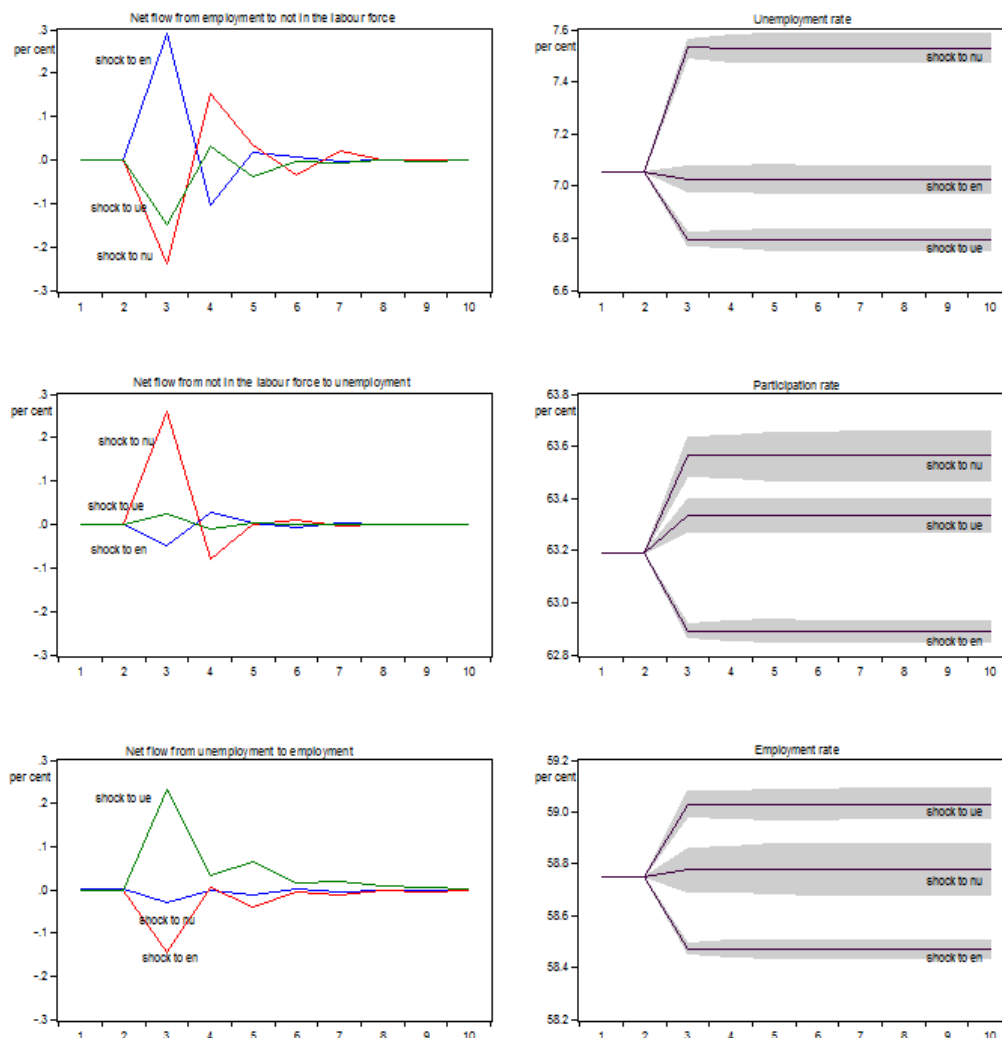 Net flow from employment to not in the labour force
.3
per cent
shock to en
.2
.1
.0
-.1
shock to ue
-.2
shock to nu
-.3
1 2 3 4 5 6 7 8 9 10
Unemployment rate
7.6
per cent
shock to nu
7.4
7.2
7.0
shock to en
6.8
shock to ue
6.6
1 2 3 4 5 6 7 8 9 10
Net flow from not in the labour force to unemployment
.3
per cent
shock to nu
.2
.1
shock to ue
.0
shock to en
-.1
-.2
-.3
1 2 3 4 5 6 7 8 9 10
Participation rate
63.8
per cent
63.6
shock to nu
63.4
shock to ue
63.2
63.0
shock to en
62.8
1 2 3 4 5 6 7 8 9 10
Net flow from unemployment to employment
.3
per cent
shock to ue
.2
.1
.0
shock to nu
-.1
shock to en
-.2
-.3
1 2 3 4 5 6 7 8 9 10
Employment rate
59.2
per cent
59.0
shock to ue
58.8
shock to nu
58.6
58.4
shock to en
58.2
1 2 3 4 5 6 7 8 9 10